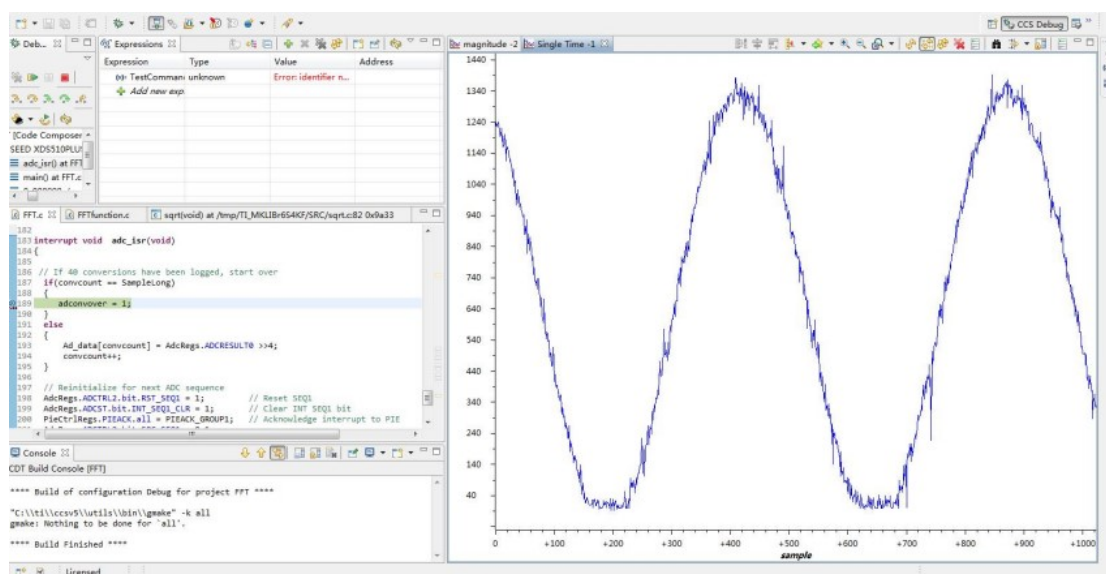 CCS Debug
Deb...
Expressions
magnitude -2
Single Time -1
Expression Type Value Address
TestComman unknown Error: identifier n...
Add new exp
[Code Composer
SEED XDS510PLU
adc_isr() at FFT
main() at FFT.c
FFT.c
FFTfunction.c
sqrt(void) at /tmp/TI_MKLIBr6S4KF/SRC/sqrt.c:82 0x9a33
182
183 interrupt void adc_isr(void)
184 {
185
186 // If 40 conversions have been logged, start over
187 if(convcount == SampleLong)
188 {
189 adconvover = 1;
190 }
191 else
192 {
193 Ad_data[convcount] = AdcRegs.ADCRESULT0 >>4;
194 convcount++;
195 }
196
197 // Reinitialize for next ADC sequence
198 AdcRegs.ADCTRL2.bit.RST_SEQ1 = 1; // Reset SEQ1
199 AdcRegs.ADCST.bit.INT_SEQ1_CLR = 1; // Clear INT SEQ1 bit
200 PieCtrlRegs.PIEACK.all = PIEACK_GROUP1; // Acknowledge interrupt to PIE
Console
CDT Build Console [FFT]
**** Build of configuration Debug for project FFT ****
"C:\\ti\\ccsv5\\utils\\bin\\gmake" -k all
gmake: Nothing to be done for `all'.
**** Build Finished ****
Licensed
1440
1340
1240
1140
1040
940
840
740
640
540
440
340
240
140
40
0 +100 +200 +300 +400 +500 +600 +700 +800 +900 +1000
sample